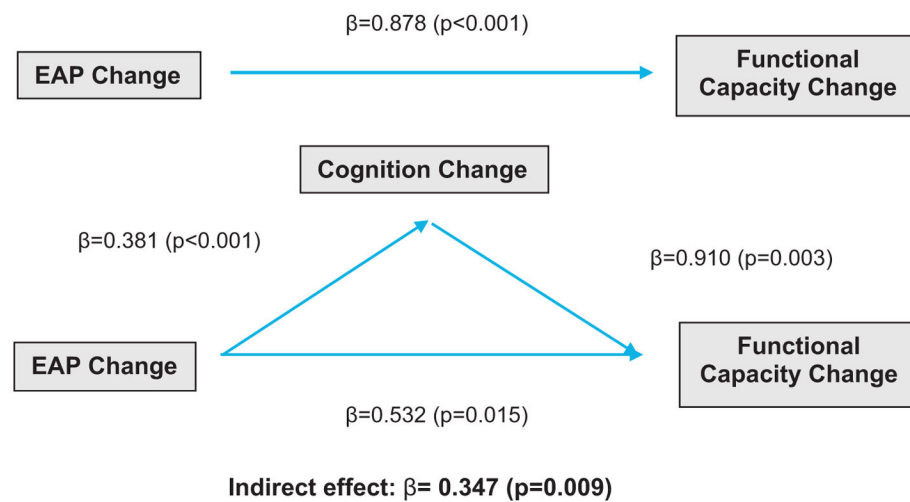 β=0.878 (p<0.001)
EAP Change
Functional
Capacity Change
Cognition Change
β=0.381 (p<0.001)
β=0.910 (p=0.003)
EAP Change
Functional
Capacity Change
β=0.532 (p=0.015)
Indirect effect: β= 0.347 (p=0.009)